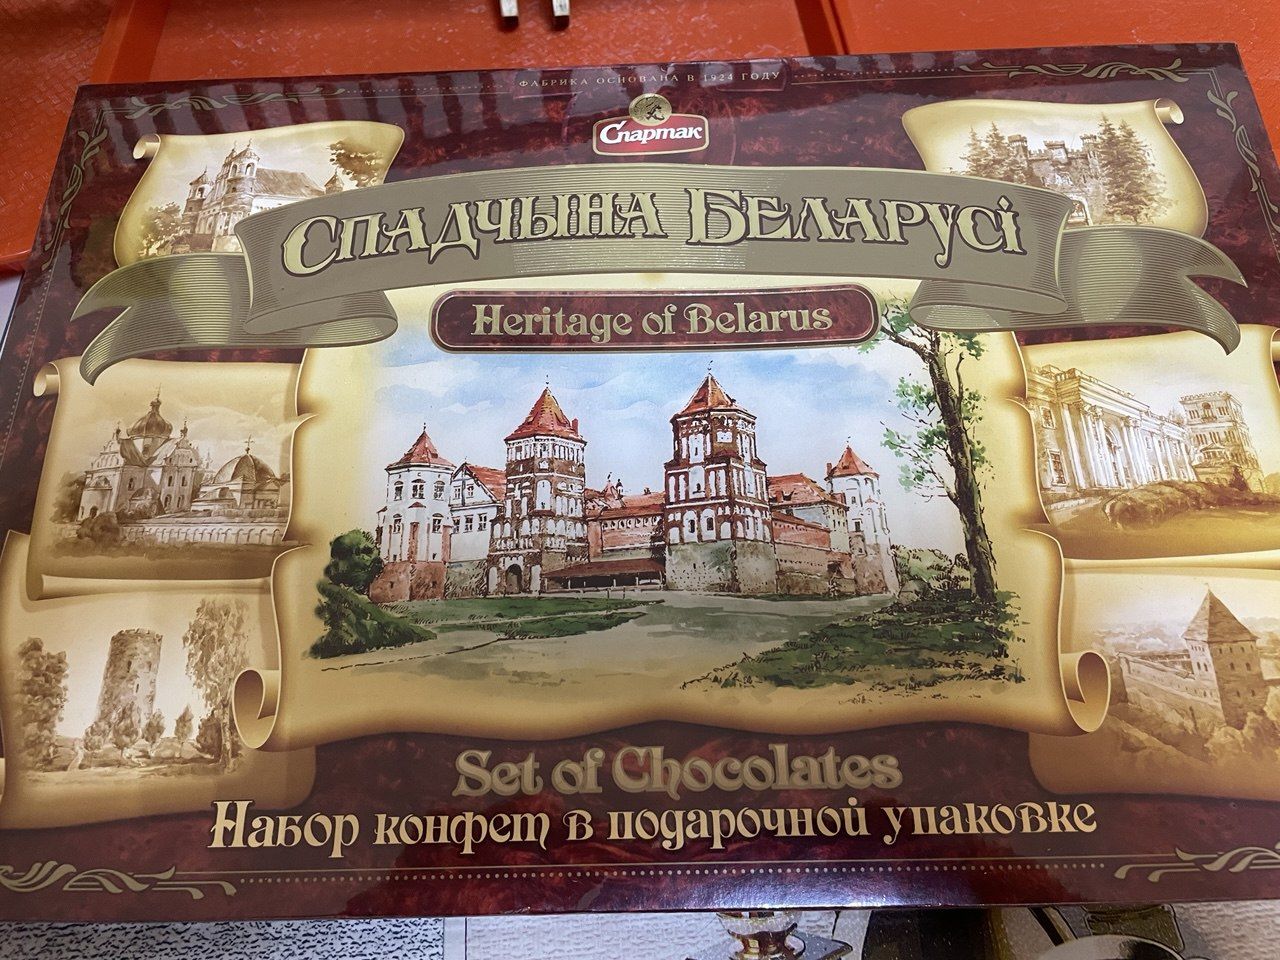 ФАБРИКА ОСНОВАНА В 1924 ГОДУ
Спартак
СПАДЧЫНА БЕЛАРУСІ
Heritage of Belarus
Set of Chocolates
Набор конфет в подарочной упаковке